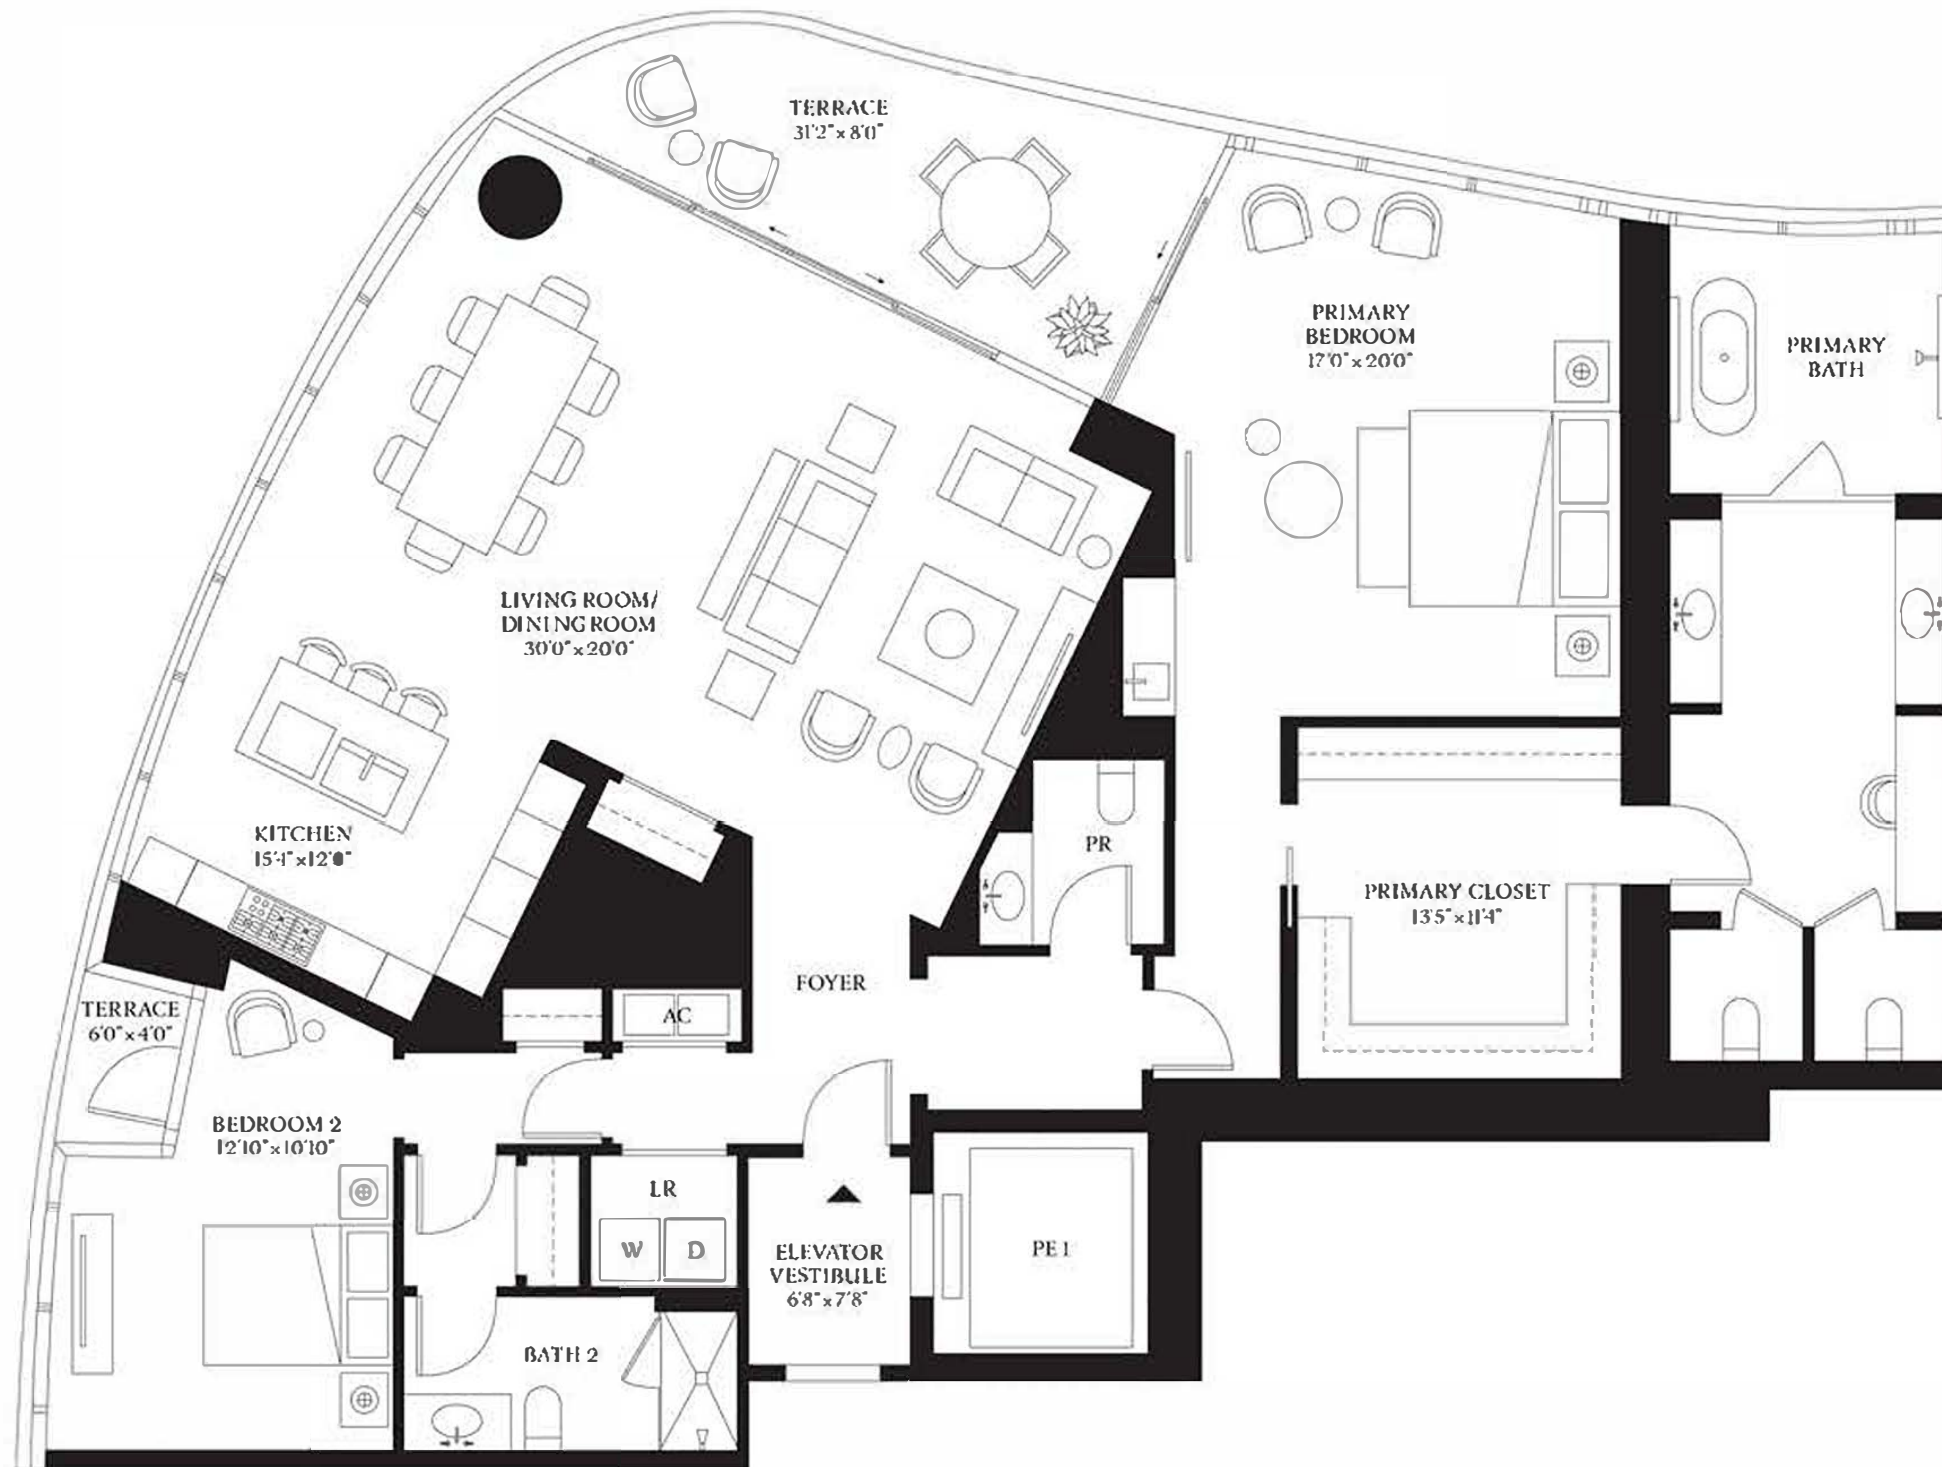 TERRACE
31'2" x 8'0"
PRIMARY
BEDROOM
17'0" x 20'0"
PRIMARY
BATH
LIVING ROOM/
DINING ROOM
30'0" x 20'0"
KITCHEN
15'4" x 12'0"
PR
PRIMARY CLOSET
13'5" x 11'4"
FOYER
TERRACE
6'0" x 4'0"
AC
BEDROOM 2
12'10" x 10'10"
LR
W D
ELEVATOR
VESTIBULE
6'8" x 7'8"
PE 1
BATH 2